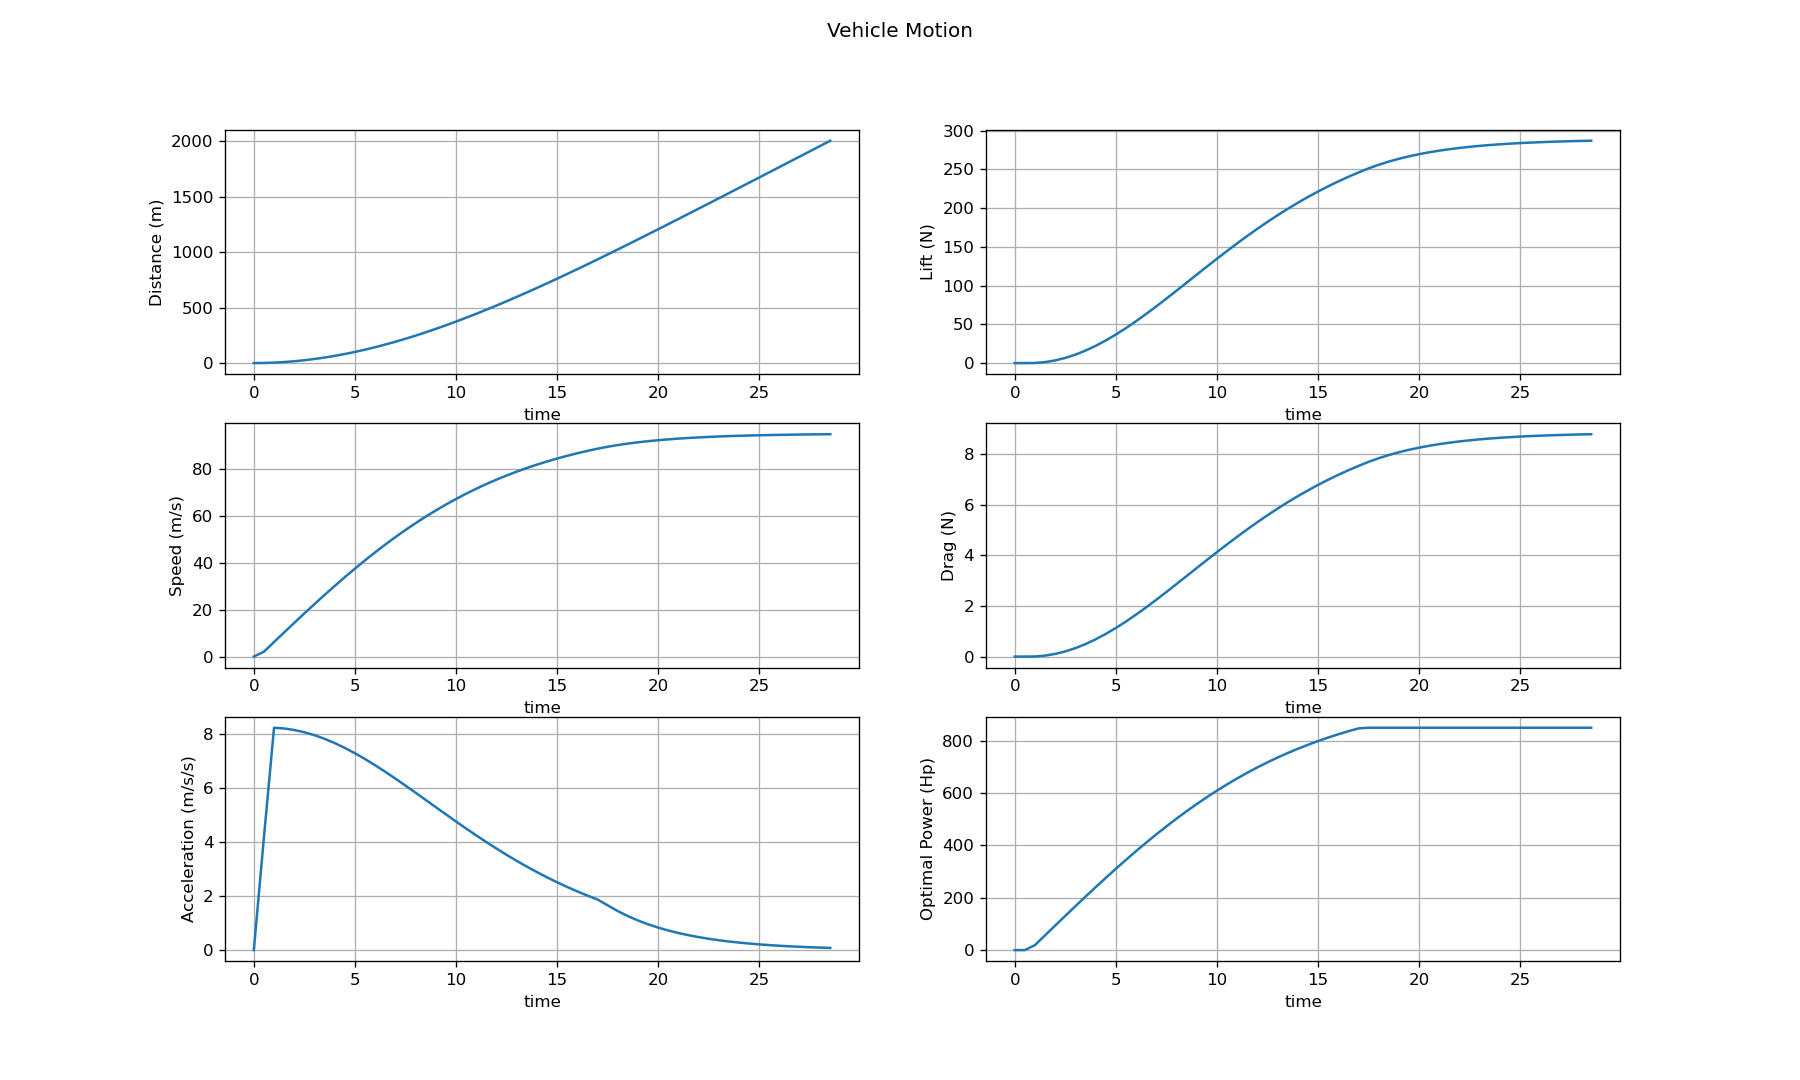 Vehicle Motion
Distance (m)
2000
1500
1000
500
0
0 5 10 15 20 25
time
Lift (N)
300
250
200
150
100
50
0
0 5 10 15 20 25
time
Speed (m/s)
80
60
40
20
0
0 5 10 15 20 25
time
Drag (N)
8
6
4
2
0
0 5 10 15 20 25
time
Acceleration (m/s/s)
8
6
4
2
0
0 5 10 15 20 25
time
Optimal Power (Hp)
800
600
400
200
0
0 5 10 15 20 25
time